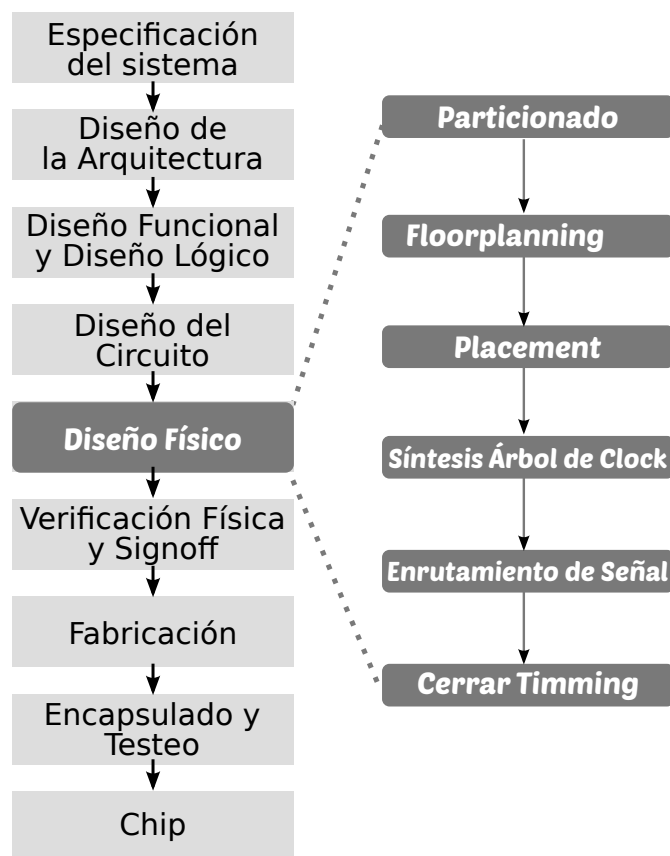 Especificación
del sistema
Diseño de
la Arquitectura
Diseño Funcional
y Diseño Lógico
Diseño del
Circuito
Diseño Físico
Verificación Física
y Signoff
Fabricación
Encapsulado y
Testeo
Chip
Particionado
Floorplanning
Placement
Síntesis Árbol de Clock
Enrutamiento de Señal
Cerrar Timming